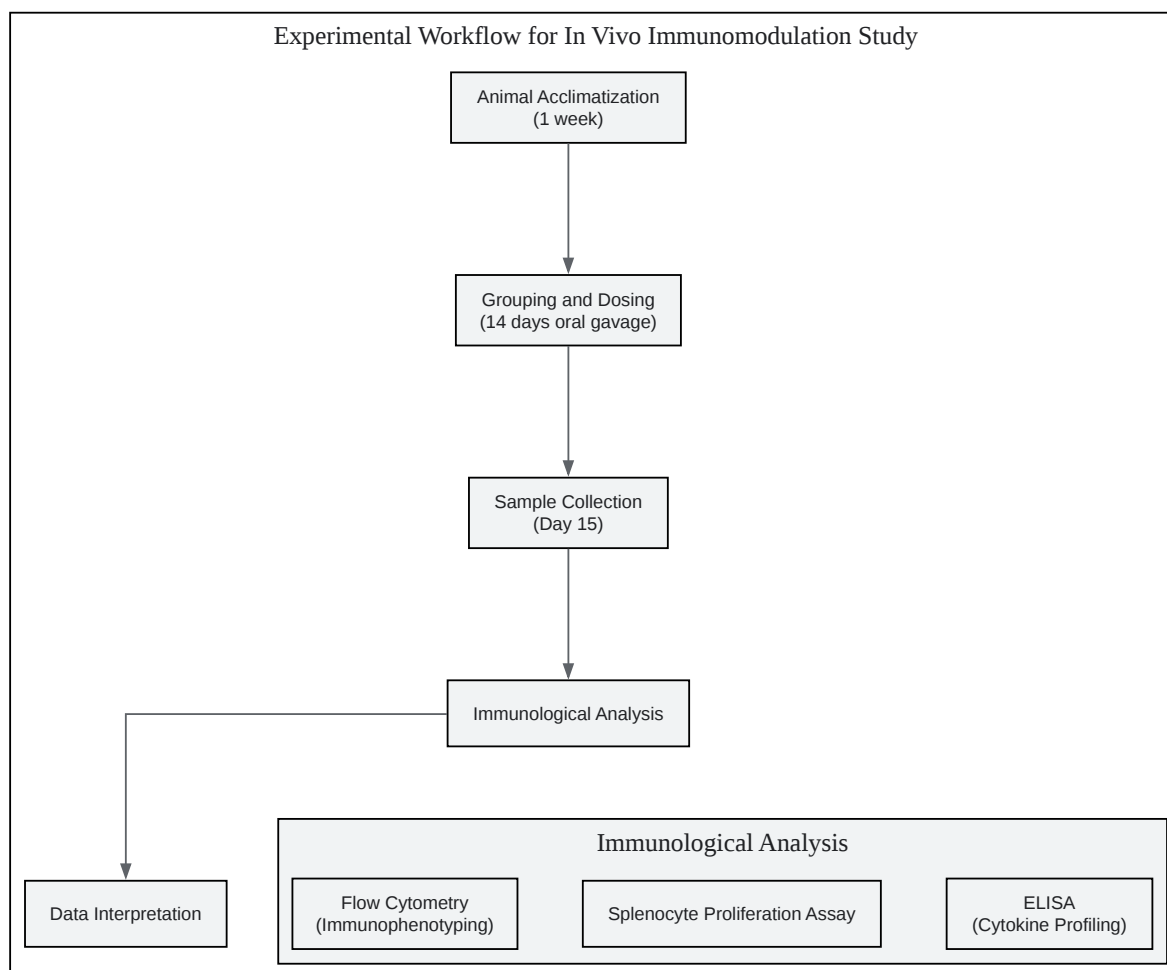 Experimental Workflow for In Vivo Immunomodulation Study
Animal Acclimatization
(1 week)
Grouping and Dosing
(14 days oral gavage)
Sample Collection
(Day 15)
Immunological Analysis
Data Interpretation
Immunological Analysis
Flow Cytometry
(Immunophenotyping)
Splenocyte Proliferation Assay
ELISA
(Cytokine Profiling)